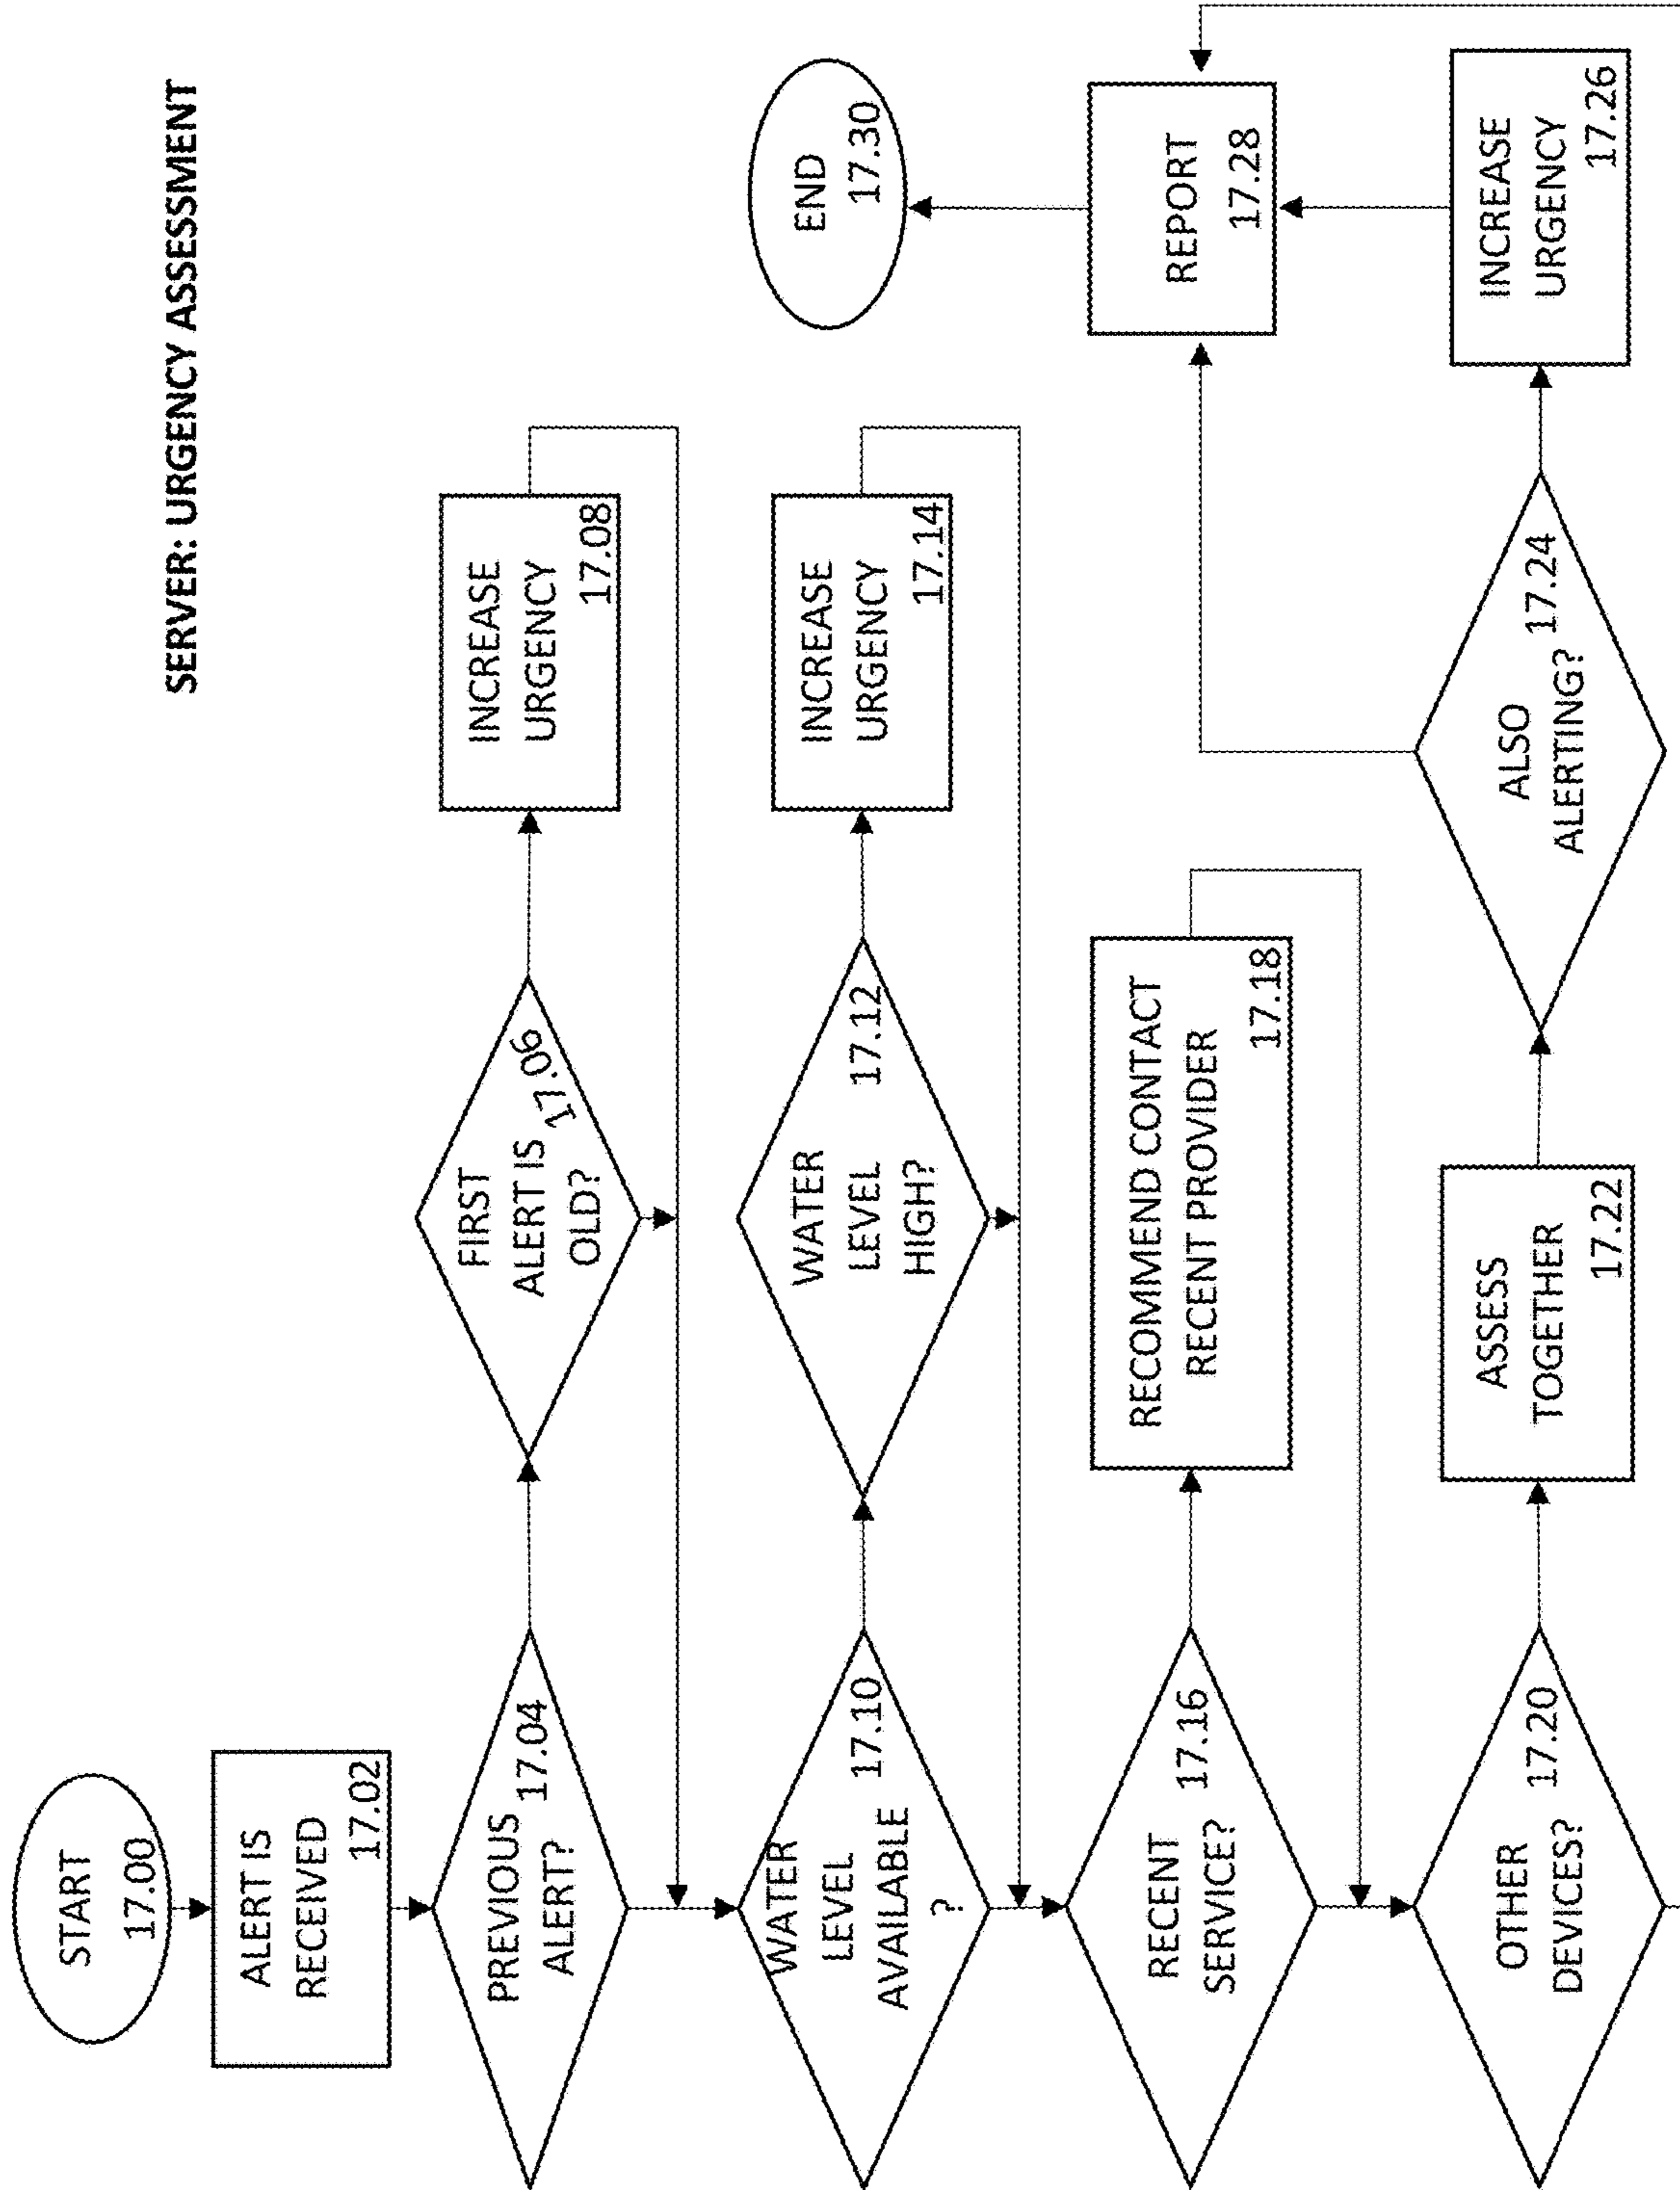 SERVER: URGENCY ASSESSMENT
START
17.00
ALERT IS
RECEIVED
17.02
PREVIOUS
ALERT?
17.04
FIRST
ALERT IS
OLD?
17.06
INCREASE
URGENCY
17.08
WATER
LEVEL
AVAILABLE
?
17.10
WATER
LEVEL
HIGH?
17.12
INCREASE
URGENCY
17.14
RECENT
SERVICE?
17.16
RECOMMEND CONTACT
RECENT PROVIDER
17.18
OTHER
DEVICES?
17.20
ASSESS
TOGETHER
17.22
ALSO
ALERTING?
17.24
INCREASE
URGENCY
17.26
REPORT
17.28
END
17.30